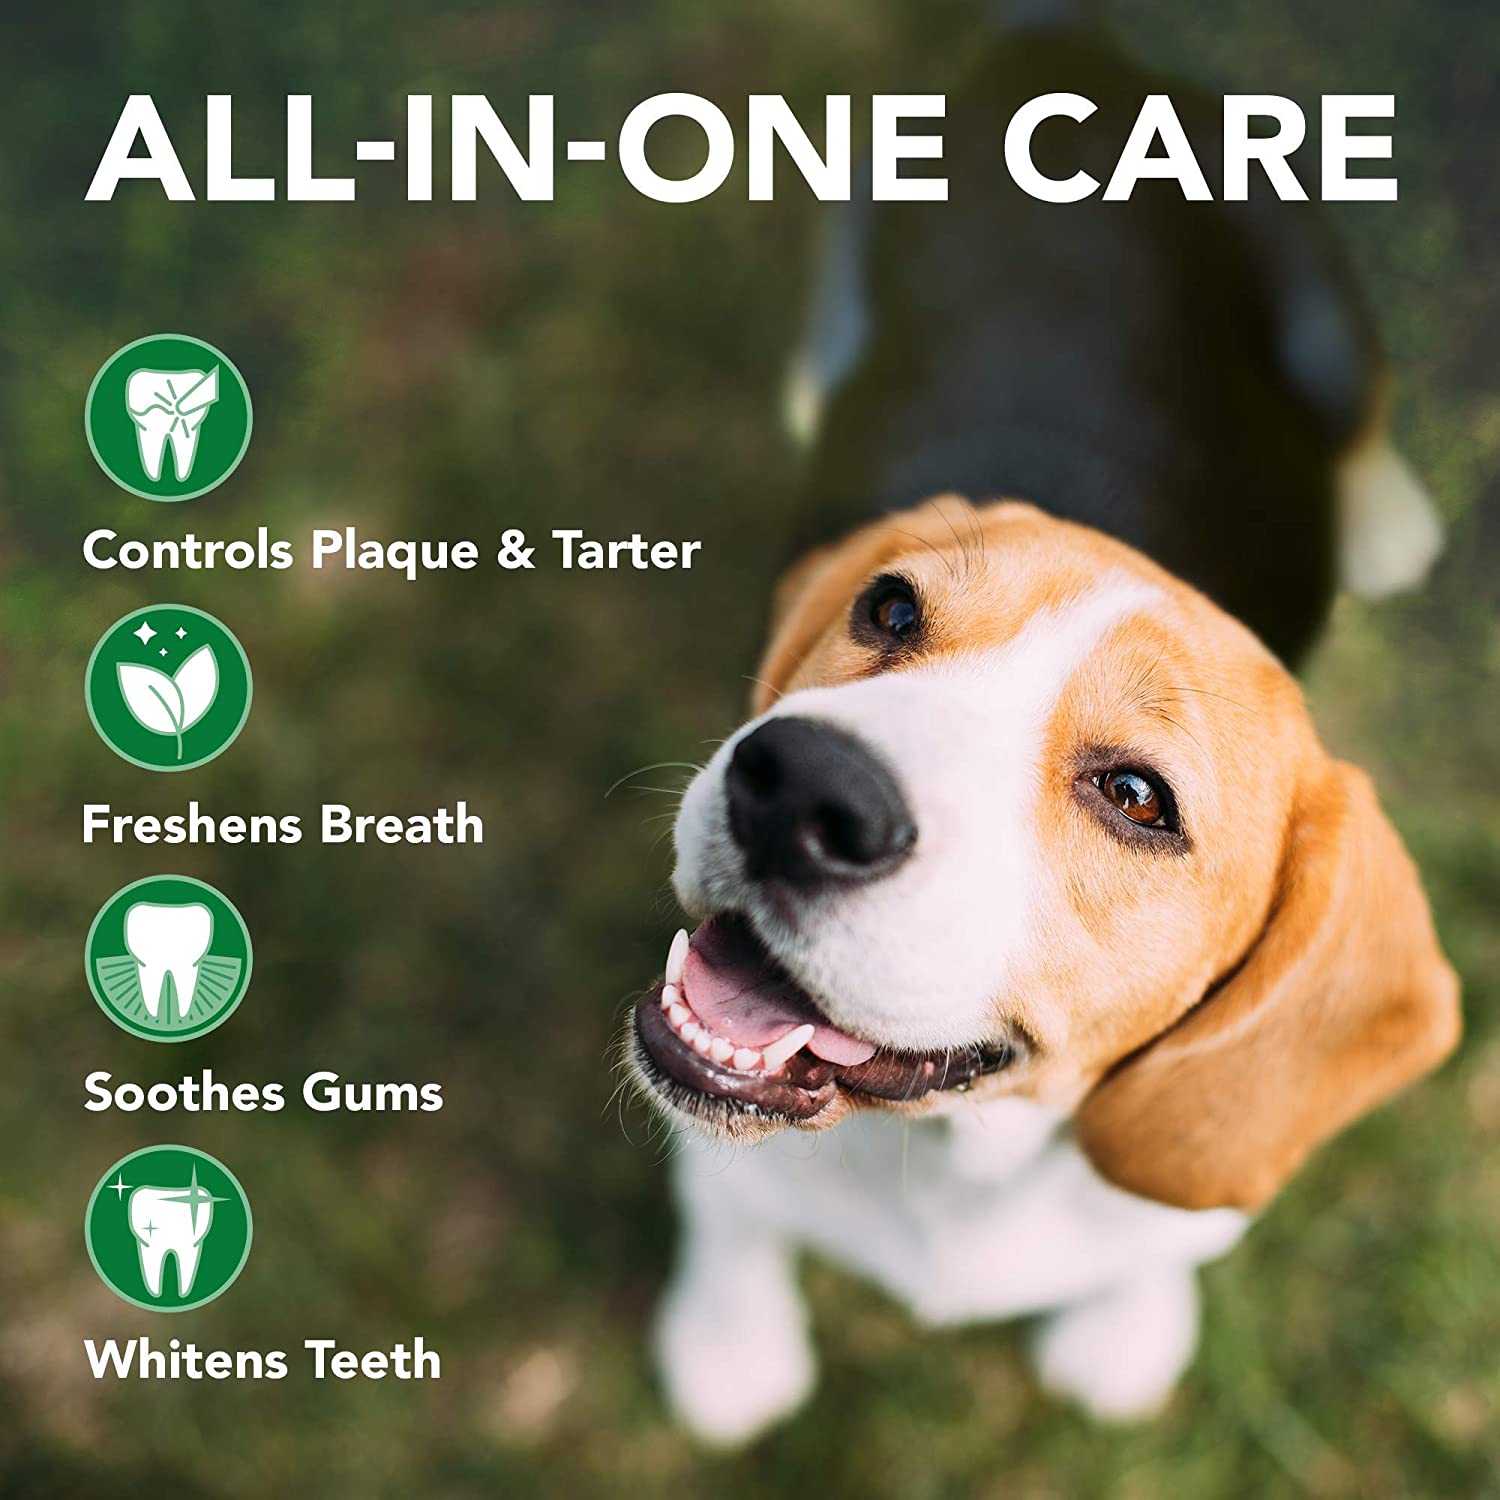 ALL-IN-ONE CARE
Controls Plaque & Tarter
Freshens Breath
Soothes Gums
Whitens Teeth